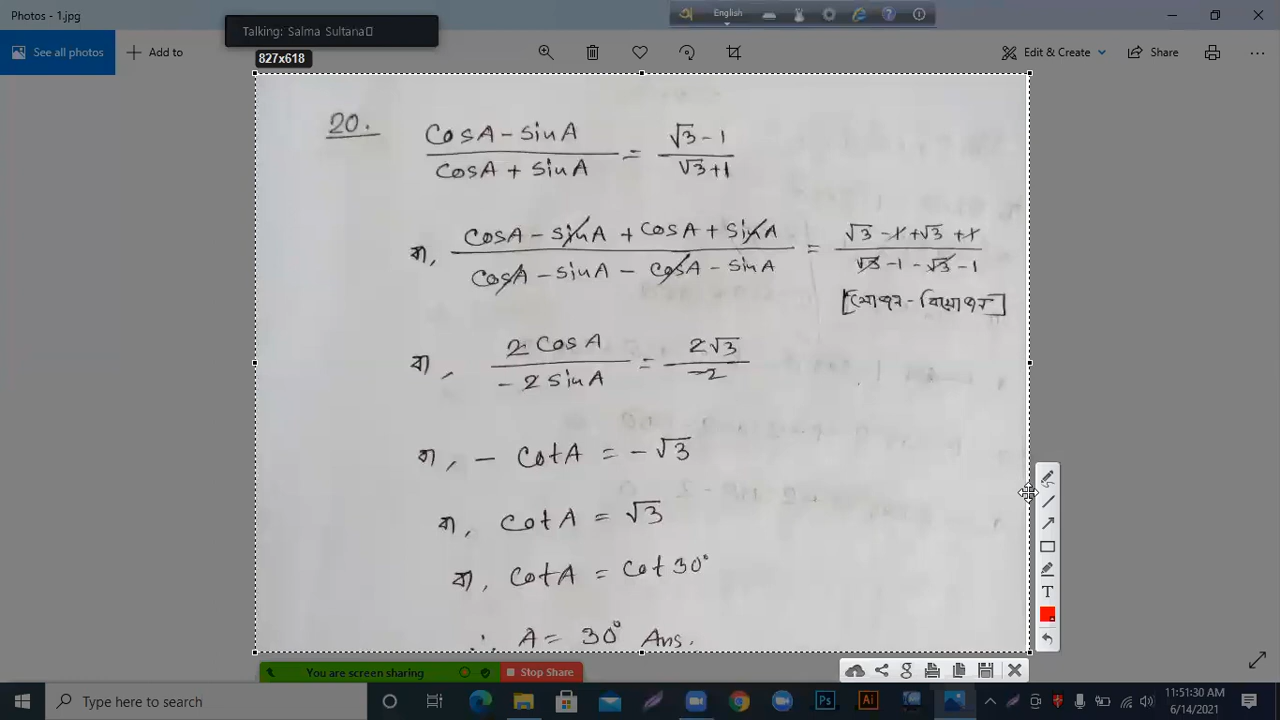 Photos - 1.jpg
Talking: Salma Sultana
English
See all photos
Add to
Edit & Create
Share
827x618
20. CosA - sinA / CosA + sinA = √3 - 1 / √3 + 1
বা, CosA - sinA + CosA + sinA / CosA - sinA - CosA - sinA = √3 - 1 + √3 + 1 / √3 - 1 - √3 - 1
[যোজন - বিয়োজন]
বা, 2 CosA / - 2 sinA = 2√3 / -2
বা, - CotA = - √3
বা, CotA = √3
বা, CotA = Cot 30°
∴ A = 30° Ans.
T
You are screen sharing
Stop Share
Type here to search
Ps
Ai
11:51:30 AM
6/14/2021